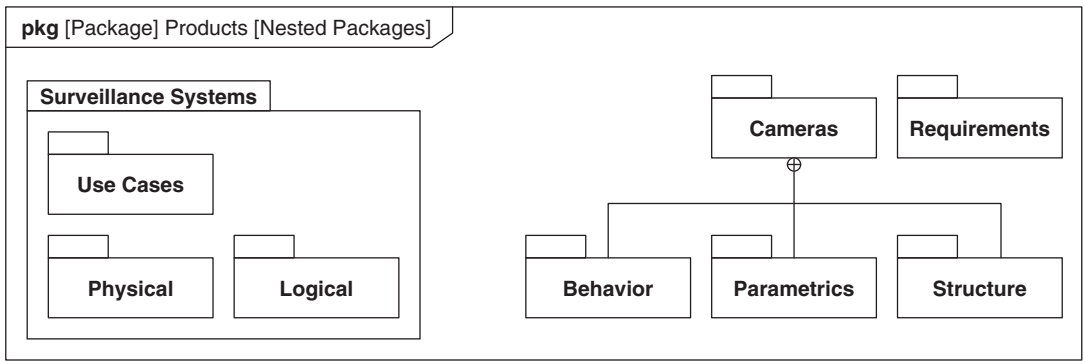 pkg [Package] Products [Nested Packages]
Surveillance Systems
Use Cases
Physical
Logical
Cameras
Requirements
Behavior
Parametrics
Structure